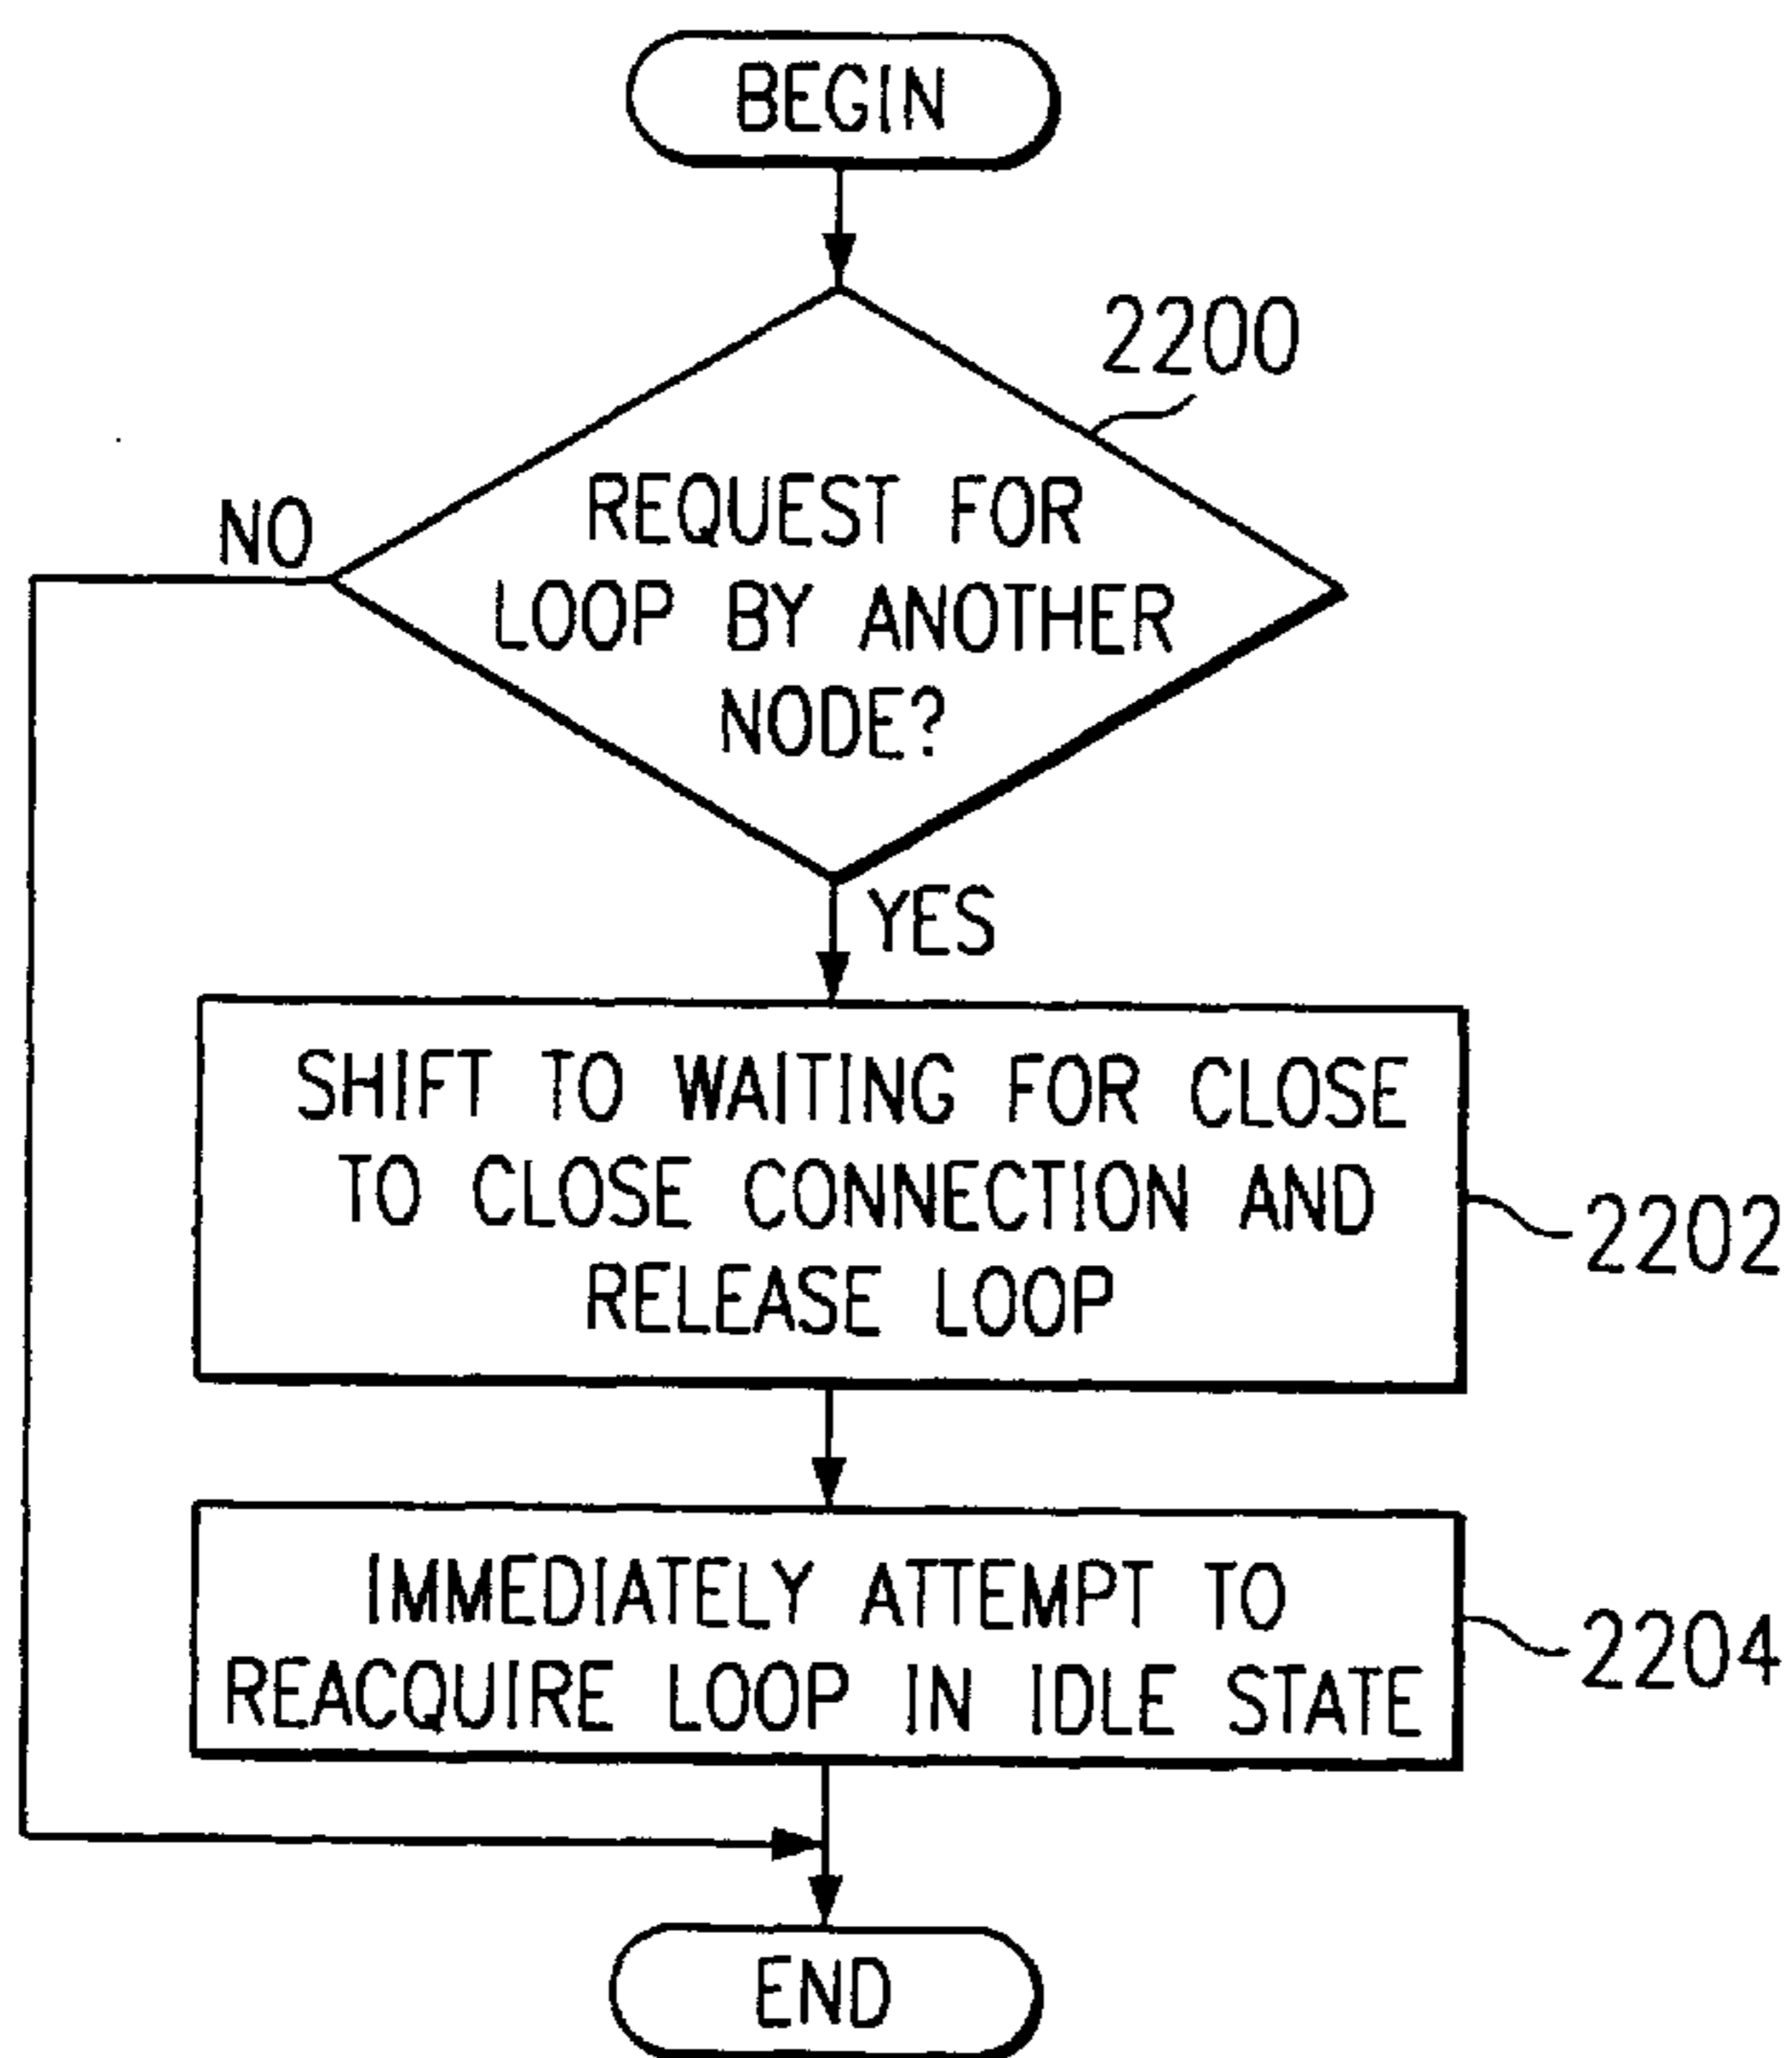 BEGIN
2200
REQUEST FOR
LOOP BY ANOTHER
NODE?
NO
YES
SHIFT TO WAITING FOR CLOSE
TO CLOSE CONNECTION AND
RELEASE LOOP
2202
IMMEDIATELY ATTEMPT TO
REACQUIRE LOOP IN IDLE STATE
2204
END